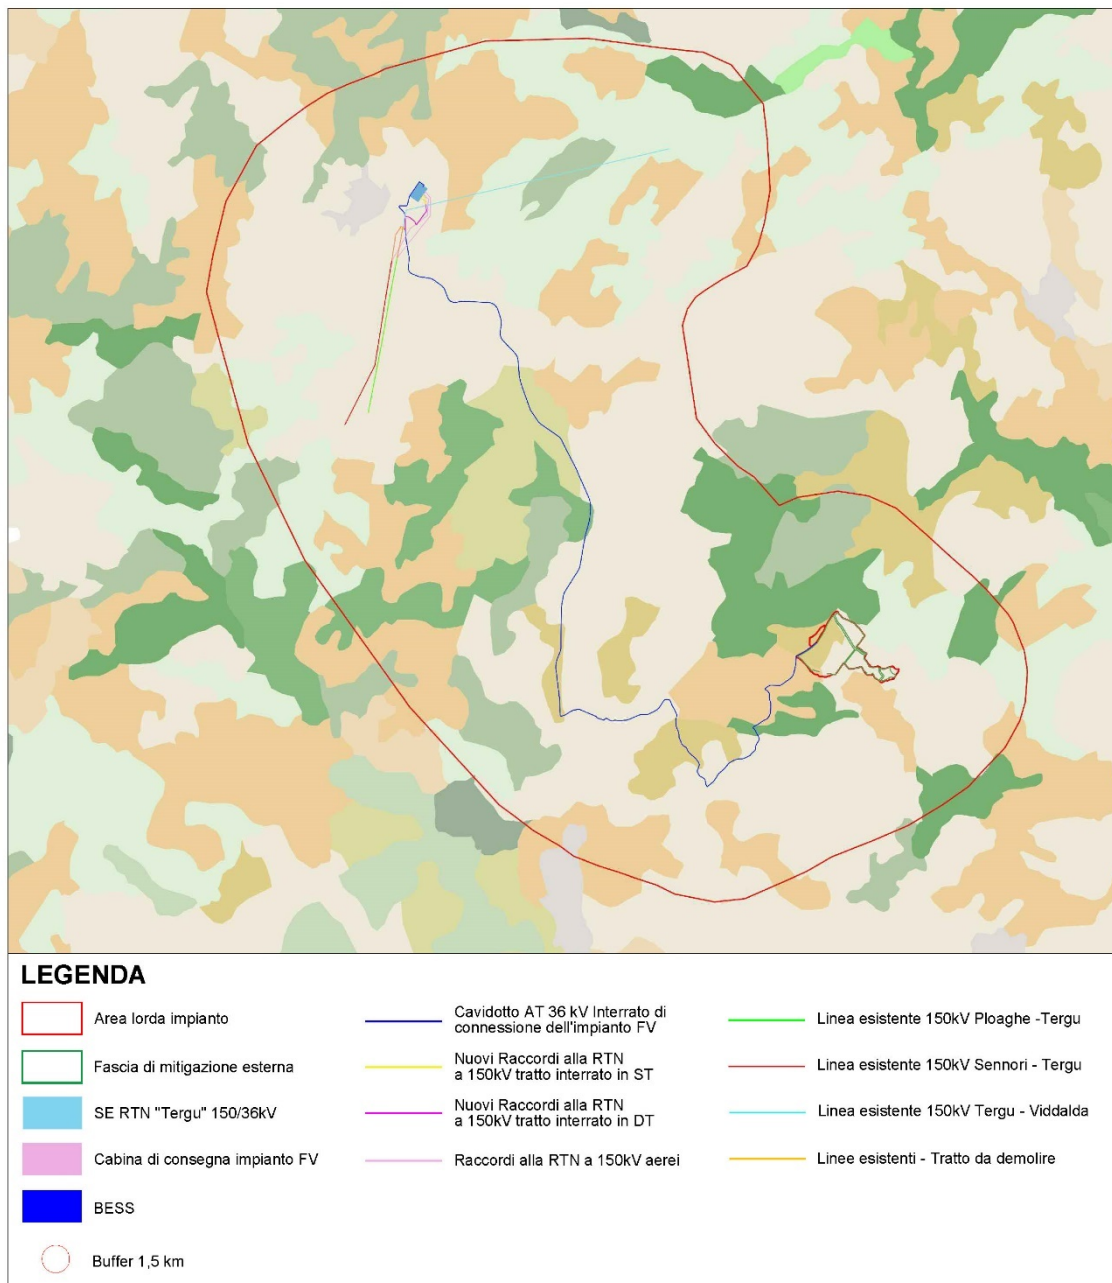 LEGENDA
Area lorda impianto
Fascia di mitigazione esterna
SE RTN "Tergu" 150/36kV
Cabina di consegna impianto FV
BESS
Buffer 1,5 km
Cavidotto AT 36 kV Interrato di
connessione dell'impianto FV
Nuovi Raccordi alla RTN
a 150kV tratto interrato in ST
Nuovi Raccordi alla RTN
a 150kV tratto interrato in DT
Raccordi alla RTN a 150kV aerei
Linea esistente 150kV Ploaghe -Tergu
Linea esistente 150kV Sennori - Tergu
Linea esistente 150kV Tergu - Viddalda
Linee esistenti - Tratto da demolire